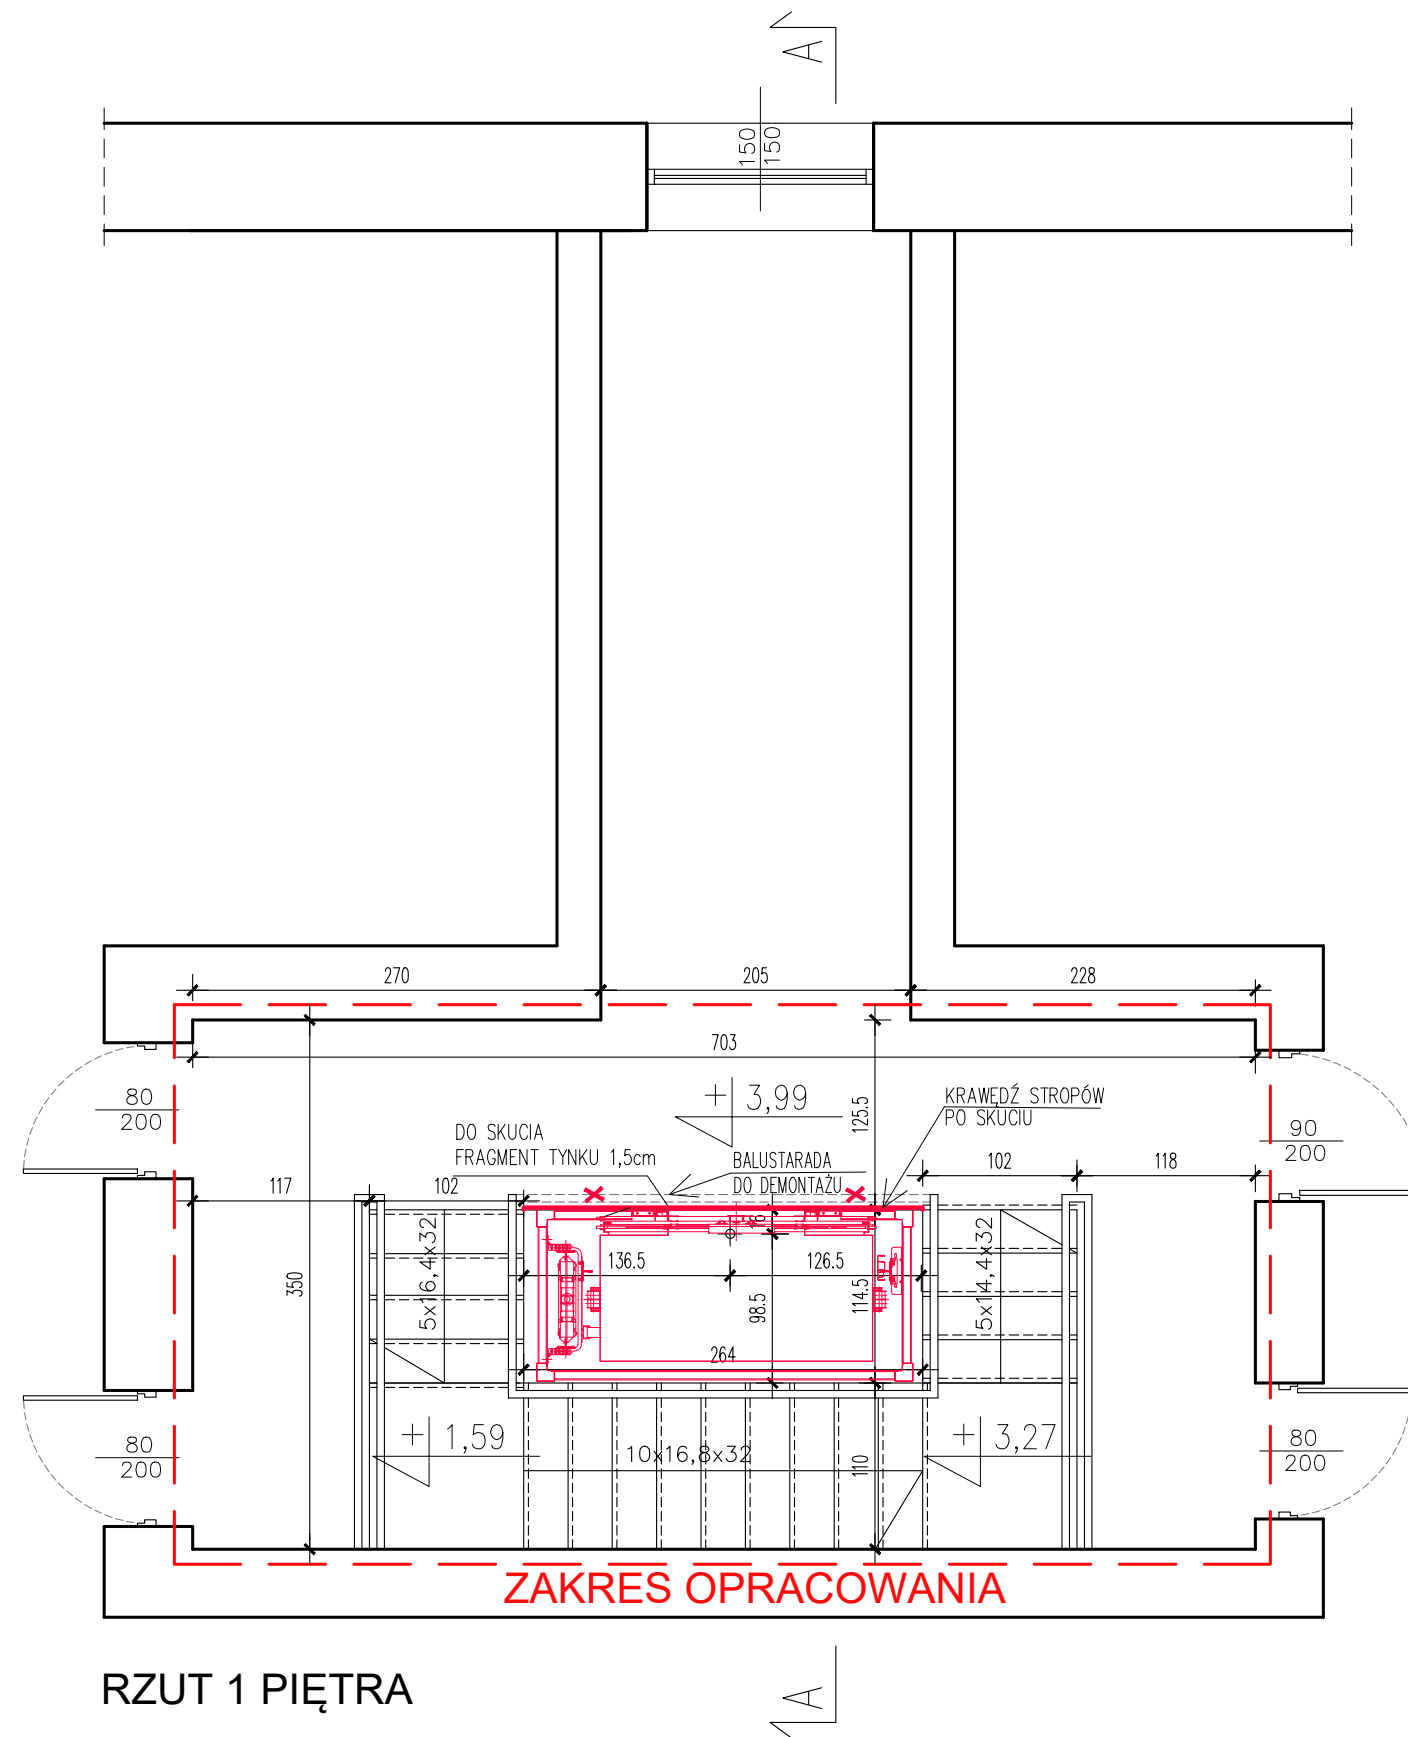 A
150
150
270
205
228
703
80
200
+ 3,99
125.5
KRAWĘDŹ STROPÓW
PO SKUCIU
90
200
DO SKUCIA
FRAGMENT TYNKU 1,5cm
BALUSTARADA
DO DEMONTAŻU
117
102
102
118
350
5x16,4x32
136.5
126.5
98.5
114.5
5x14,4x32
264
80
200
+ 1,59
10x16,8x32
110
+ 3,27
80
200
ZAKRES OPRACOWANIA
RZUT 1 PIĘTRA
A